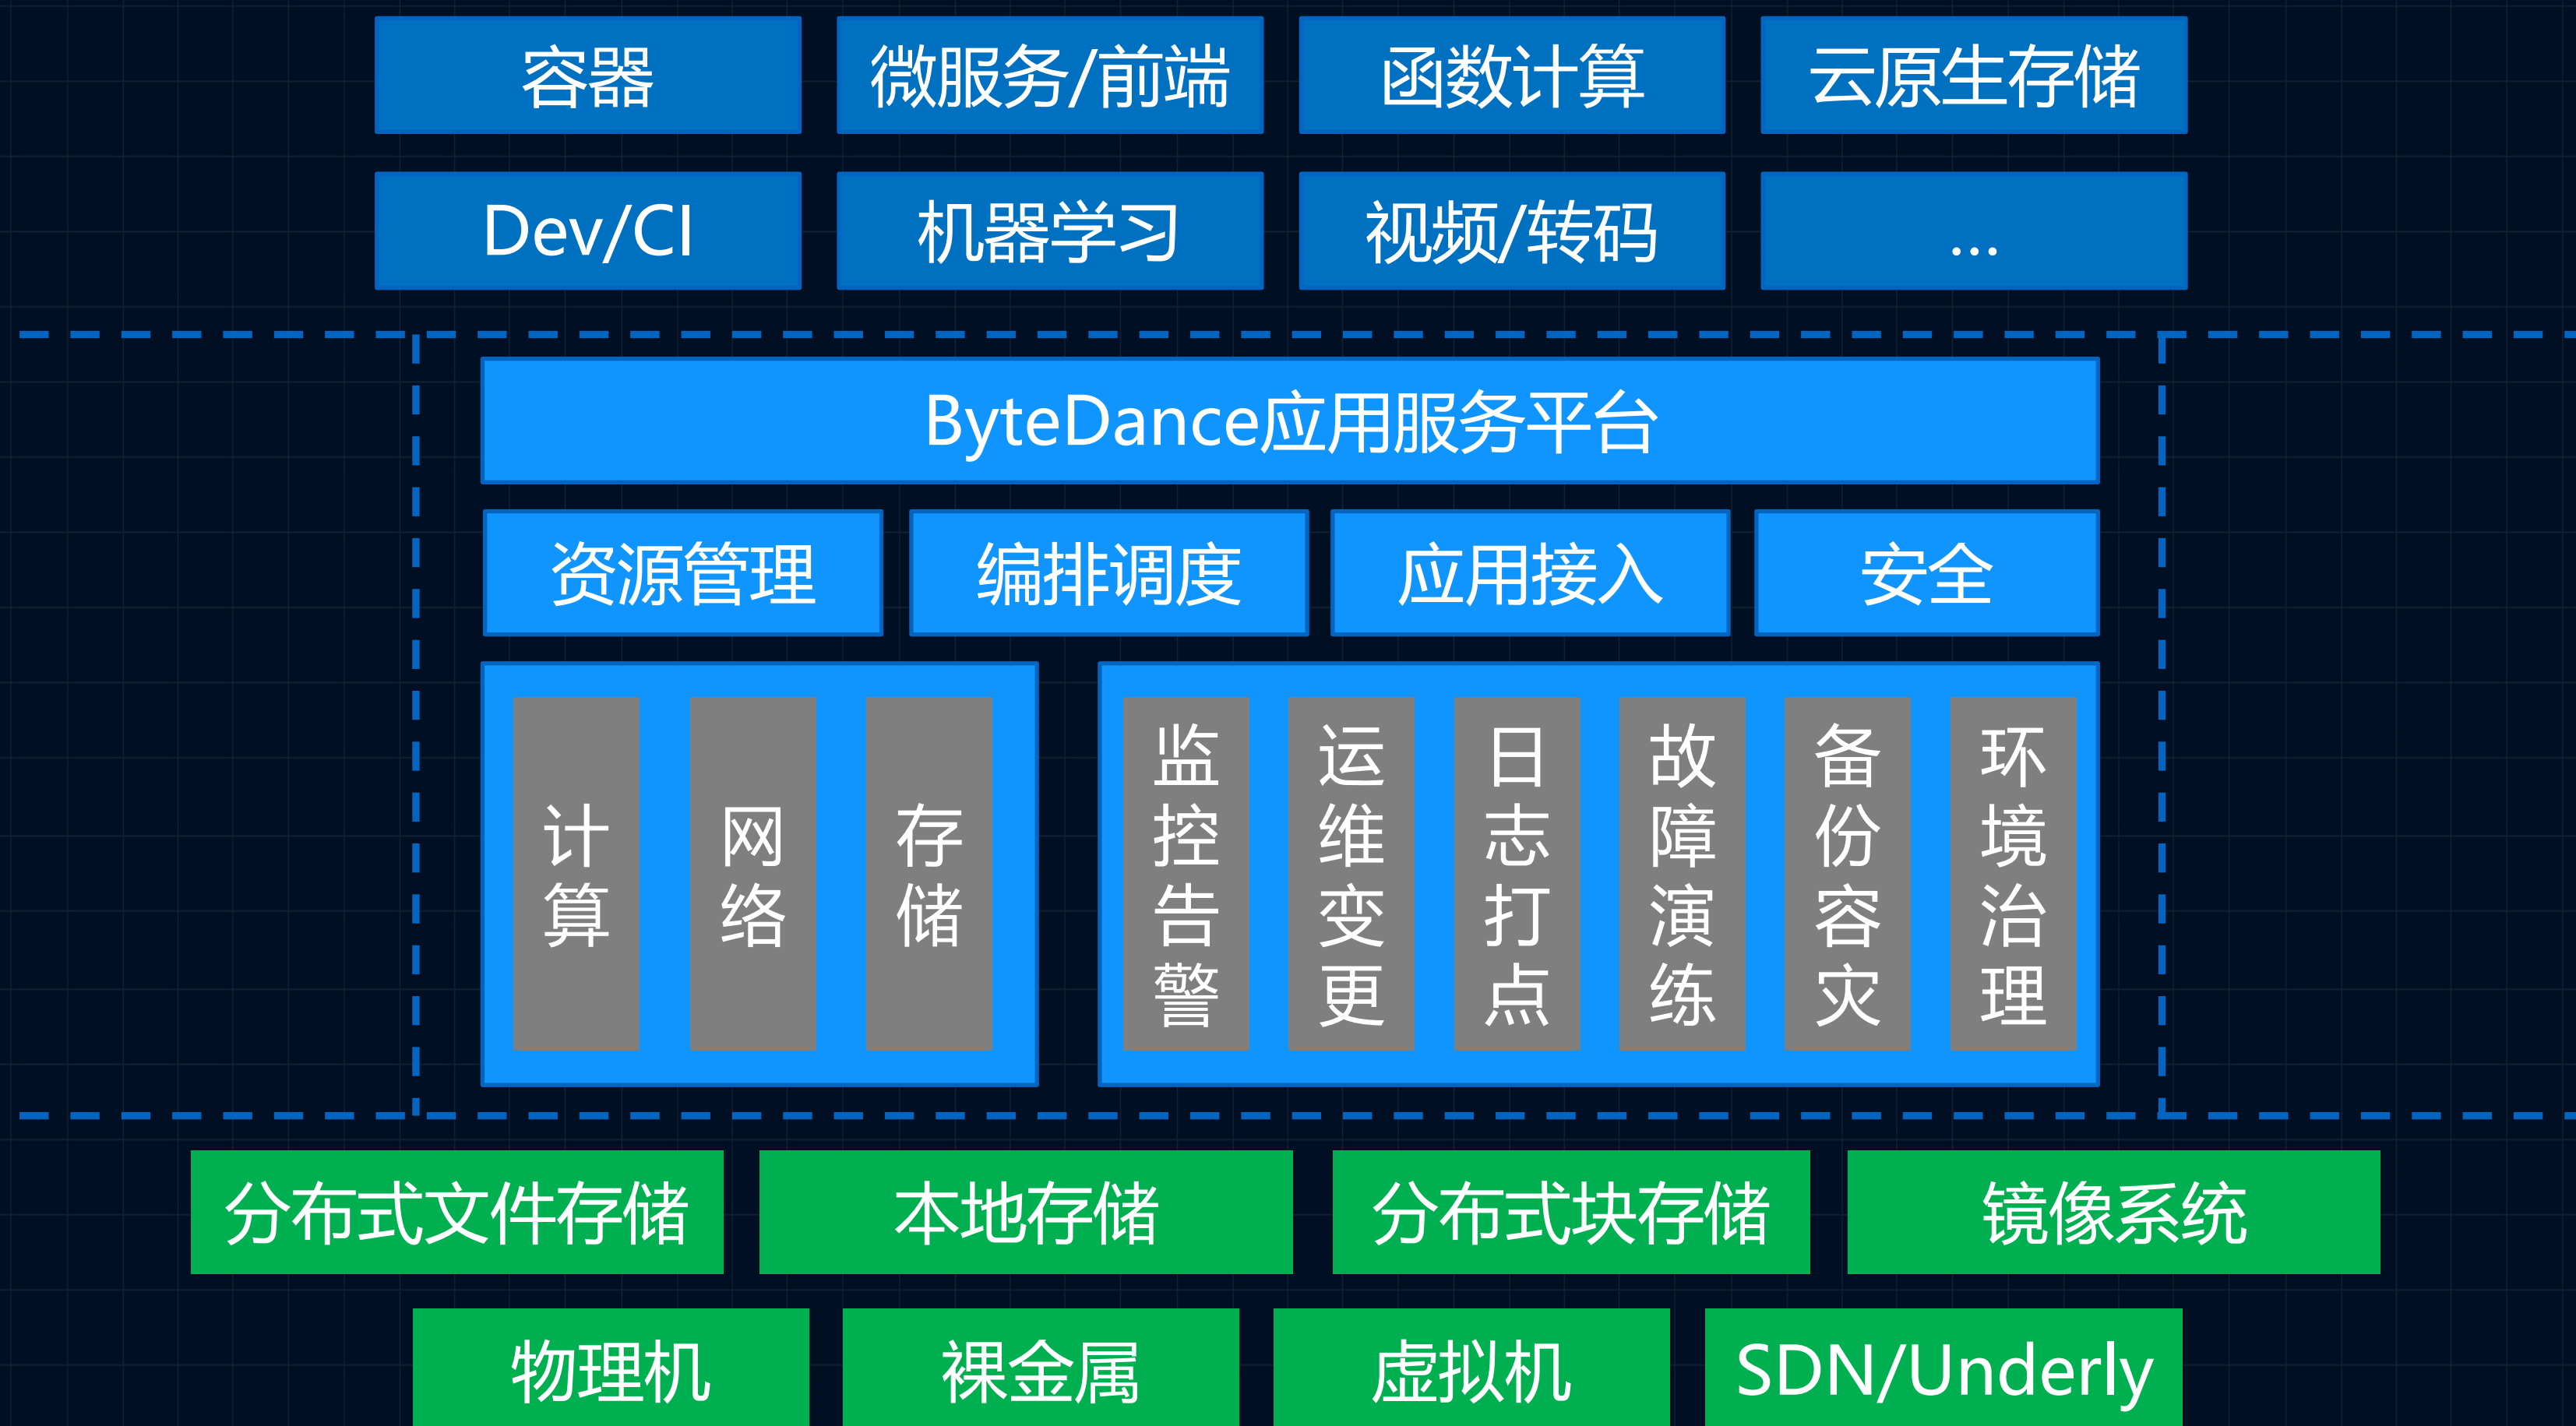 容器
微服务/前端
函数计算
云原生存储
Dev/CI
机器学习
视频/转码
...
ByteDance应用服务平台
资源管理
编排调度
应用接入
安全
计算
网络
存储
监控告警
运维变更
日志打点
故障演练
备份容灾
环境治理
分布式文件存储
本地存储
分布式块存储
镜像系统
物理机
裸金属
虚拟机
SDN/Underly